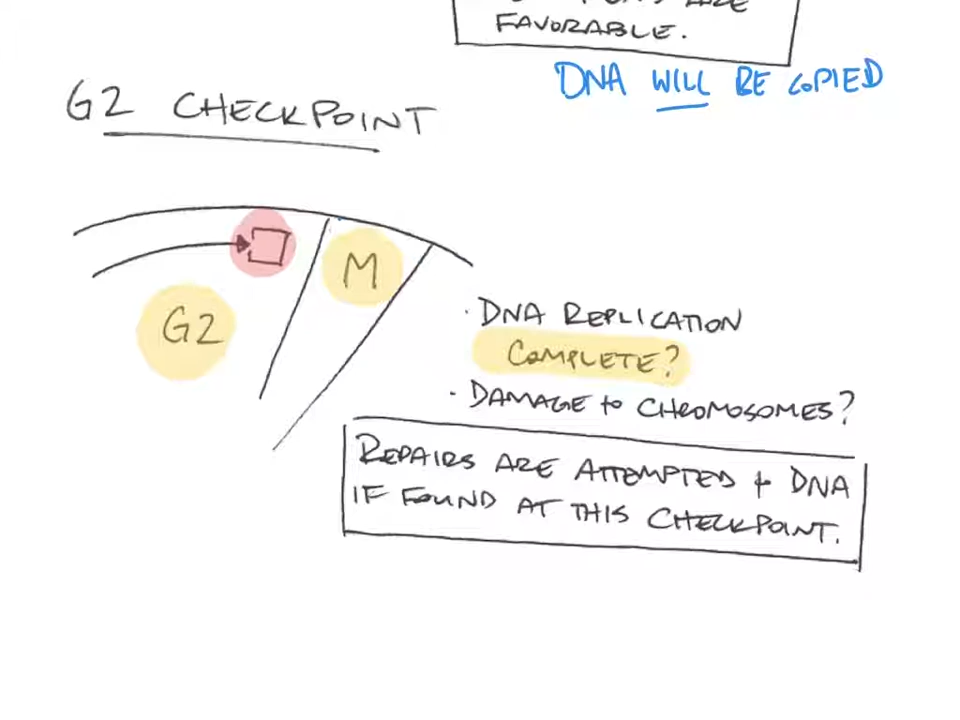 FAVORABLE.
DNA WILL BE COPIED
G2 CHECKPOINT
M
G2
· DNA REPLICATION
COMPLETE?
· DAMAGE to CHROMOSOMES?
REPAIRS ARE ATTEMPTED + DNA
IF FOUND AT THIS CHECKPOINT.